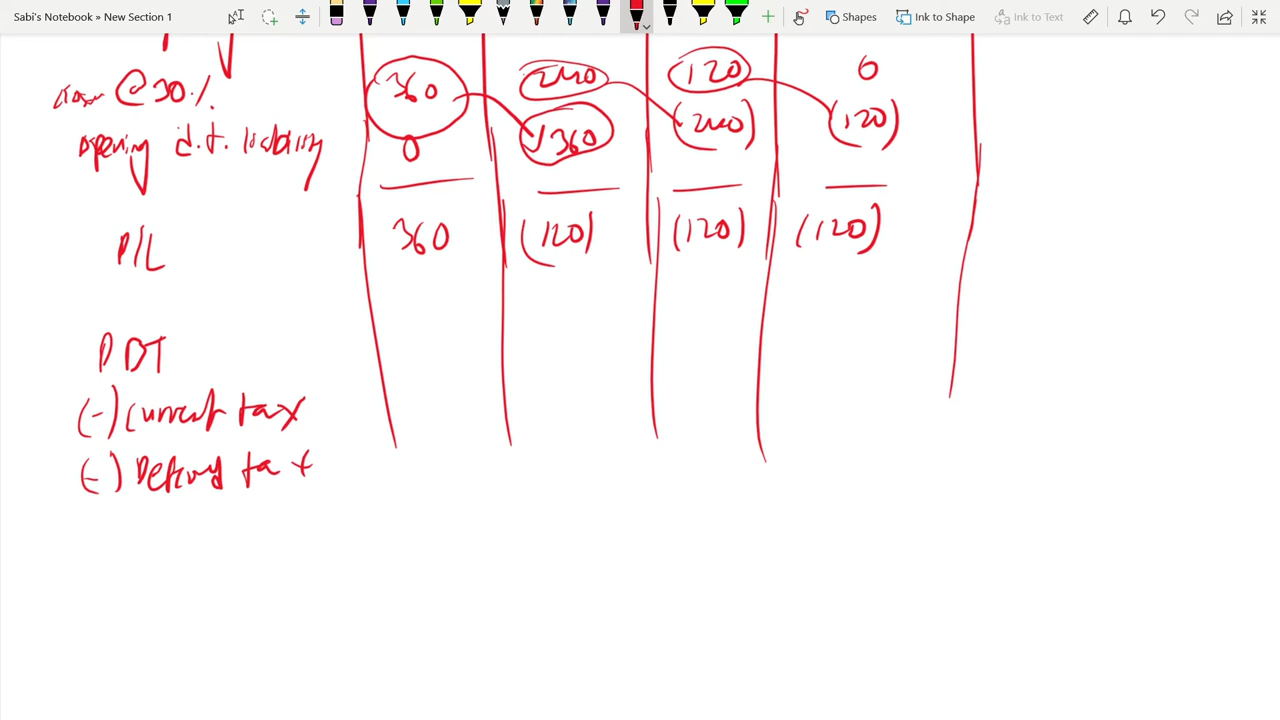 Sabi's Notebook » New Section 1
Shapes
Ink to Shape
Ink to Text
@ 30% 360 240 120 0
opening d.t. liability 0 (360) (240) (120)
P/L 360 (120) (120) (120)
PBT
(-) current tax
(-) Deferred tax